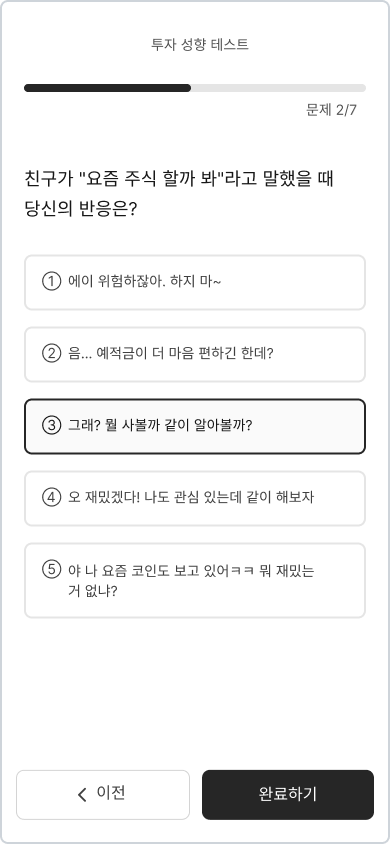 투자 성향 테스트
문제 2/7
친구가 "요즘 주식 할까 봐"라고 말했을 때
당신의 반응은?
① 에이 위험하잖아. 하지 마~
② 음... 예적금이 더 마음 편하긴 한데?
③ 그래? 뭘 사볼까 같이 알아볼까?
④ 오 재밌겠다! 나도 관심 있는데 같이 해보자
⑤ 야 나 요즘 코인도 보고 있어ㅋㅋ 뭐 재밌는
거 없냐?
이전
완료하기